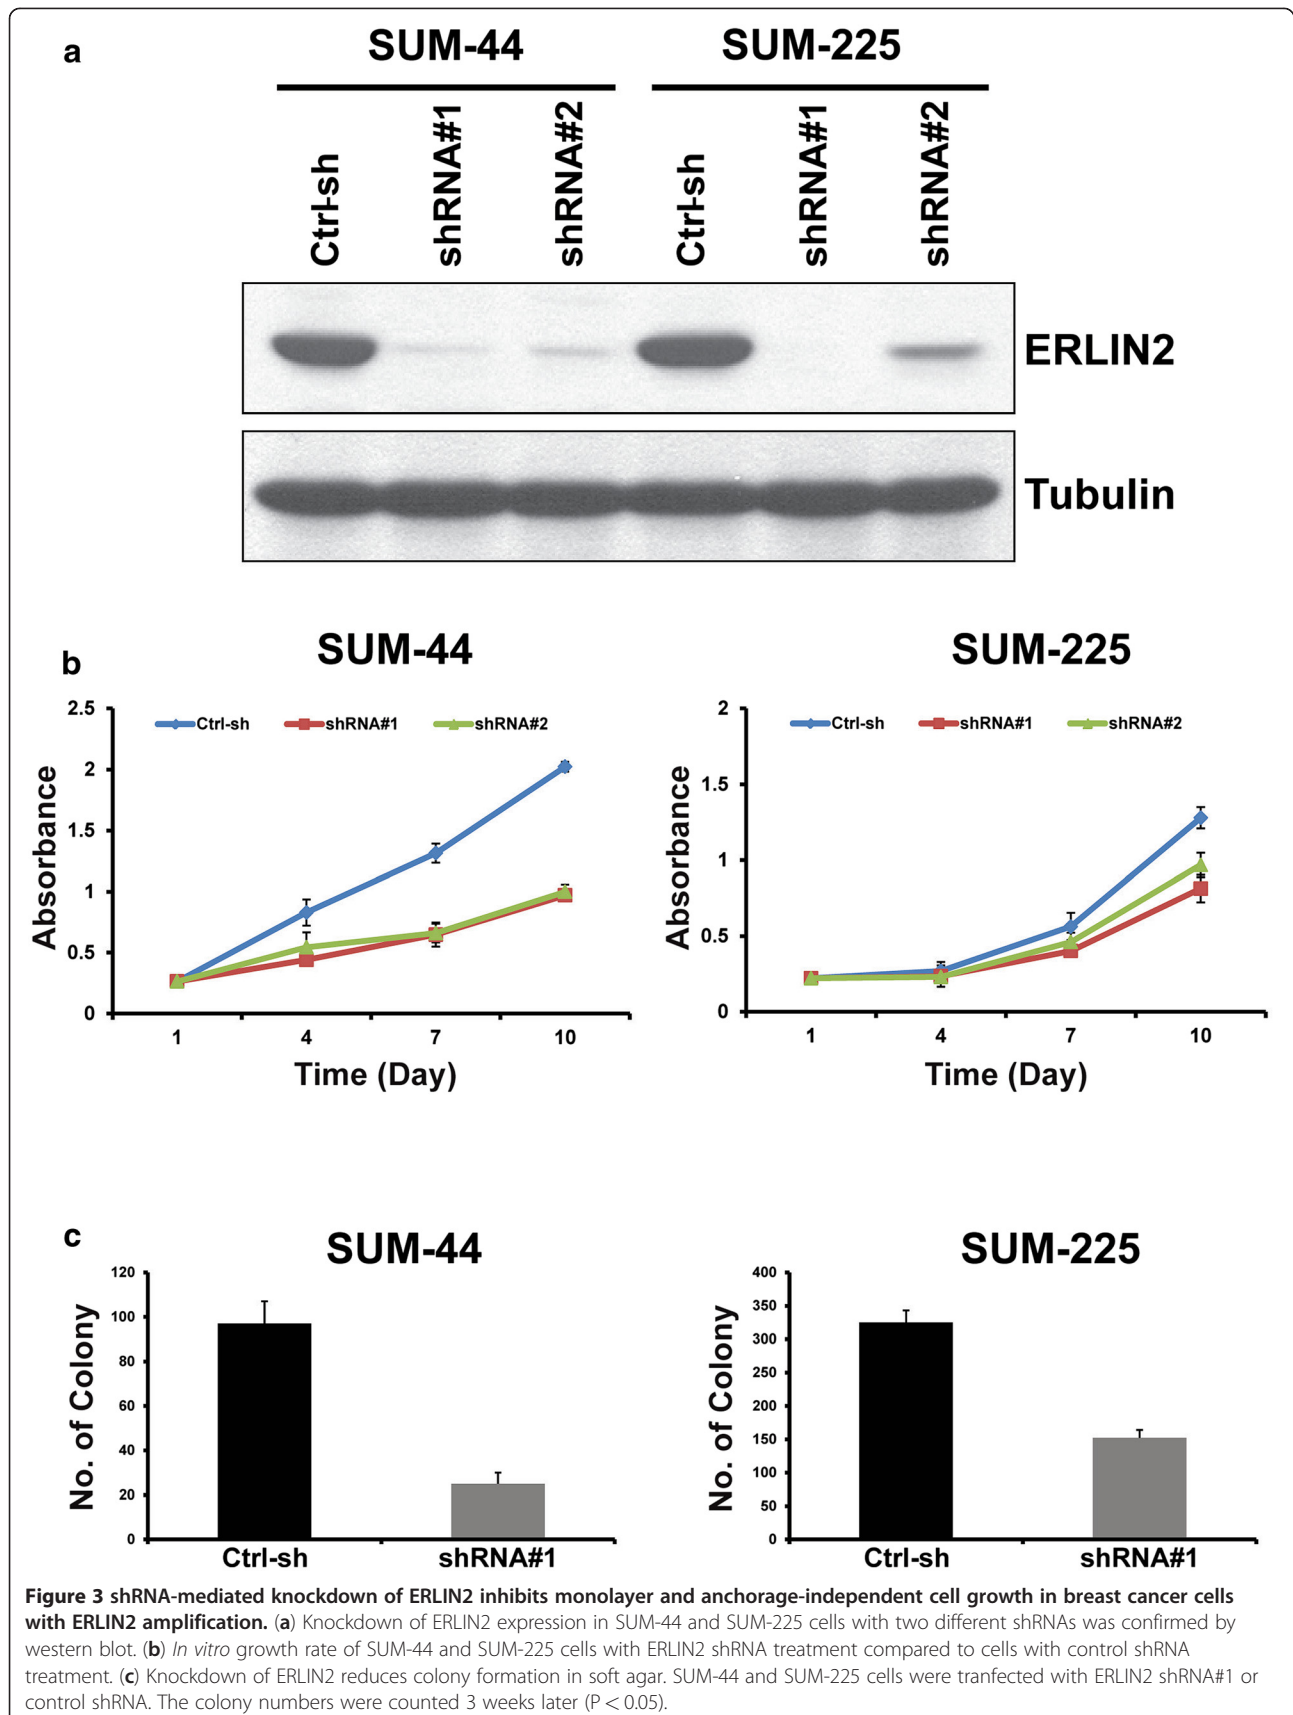 a
SUM-44 SUM-225
Ctrl-sh shRNA#1 shRNA#2 Ctrl-sh shRNA#1 shRNA#2
ERLIN2
Tubulin
b
SUM-44
2.5
2
1.5
1
0.5
0
Absorbance
Ctrl-sh shRNA#1 shRNA#2
1 4 7 10
Time (Day)
SUM-225
2
1.5
1
0.5
0
Absorbance
Ctrl-sh shRNA#1 shRNA#2
1 4 7 10
Time (Day)
c
SUM-44
120
100
80
60
40
20
0
No. of Colony
Ctrl-sh shRNA#1
SUM-225
400
350
300
250
200
150
100
50
0
No. of Colony
Ctrl-sh shRNA#1
Figure 3 shRNA-mediated knockdown of ERLIN2 inhibits monolayer and anchorage-independent cell growth in breast cancer cells
with ERLIN2 amplification. (a) Knockdown of ERLIN2 expression in SUM-44 and SUM-225 cells with two different shRNAs was confirmed by
western blot. (b) In vitro growth rate of SUM-44 and SUM-225 cells with ERLIN2 shRNA treatment compared to cells with control shRNA
treatment. (c) Knockdown of ERLIN2 reduces colony formation in soft agar. SUM-44 and SUM-225 cells were tranfected with ERLIN2 shRNA#1 or
control shRNA. The colony numbers were counted 3 weeks later (P < 0.05).